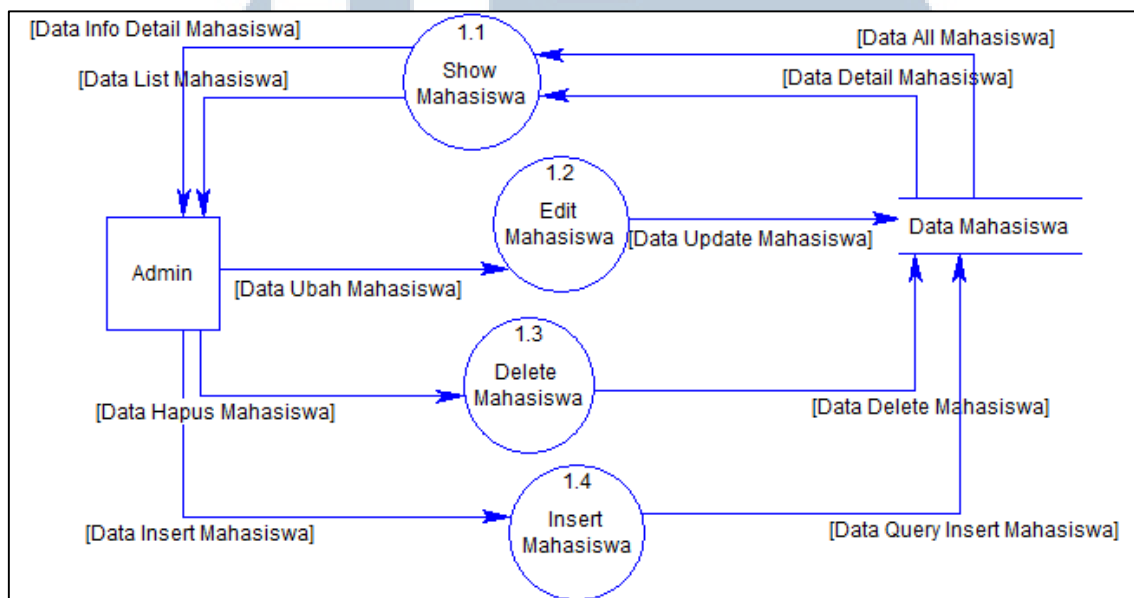 [Data Info Detail Mahasiswa]
1.1
[Data All Mahasiswa]
Show
Mahasiswa
[Data List Mahasiswa]
[Data Detail Mahasiswa]
1.2
Edit
Mahasiswa
Data Mahasiswa
[Data Update Mahasiswa]
Admin
[Data Ubah Mahasiswa]
1.3
Delete
Mahasiswa
[Data Hapus Mahasiswa]
[Data Delete Mahasiswa]
1.4
Insert
Mahasiswa
[Data Insert Mahasiswa]
[Data Query Insert Mahasiswa]